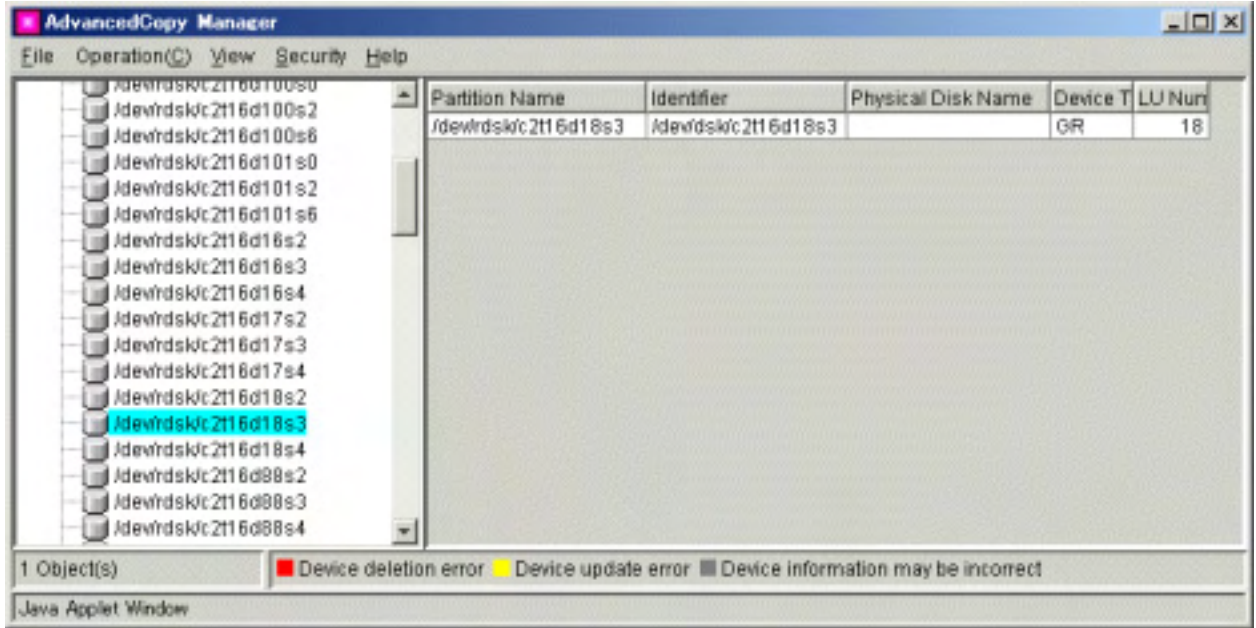 AdvancedCopy Manager
File Operation(C) View Security Help
/dev/rdsk/c2t16d100s0
/dev/rdsk/c2t16d100s2
/dev/rdsk/c2t16d100s6
/dev/rdsk/c2t16d101s0
/dev/rdsk/c2t16d101s2
/dev/rdsk/c2t16d101s6
/dev/rdsk/c2t16d16s2
/dev/rdsk/c2t16d16s3
/dev/rdsk/c2t16d16s4
/dev/rdsk/c2t16d17s2
/dev/rdsk/c2t16d17s3
/dev/rdsk/c2t16d17s4
/dev/rdsk/c2t16d18s2
/dev/rdsk/c2t16d18s3
/dev/rdsk/c2t16d18s4
/dev/rdsk/c2t16d88s2
/dev/rdsk/c2t16d88s3
/dev/rdsk/c2t16d88s4
Partition Name Identifier Physical Disk Name Device T LU Num
/dev/rdsk/c2t16d18s3 /dev/dsk/c2t16d18s3 GR 18
1 Object(s) Device deletion error Device update error Device information may be incorrect
Java Applet Window